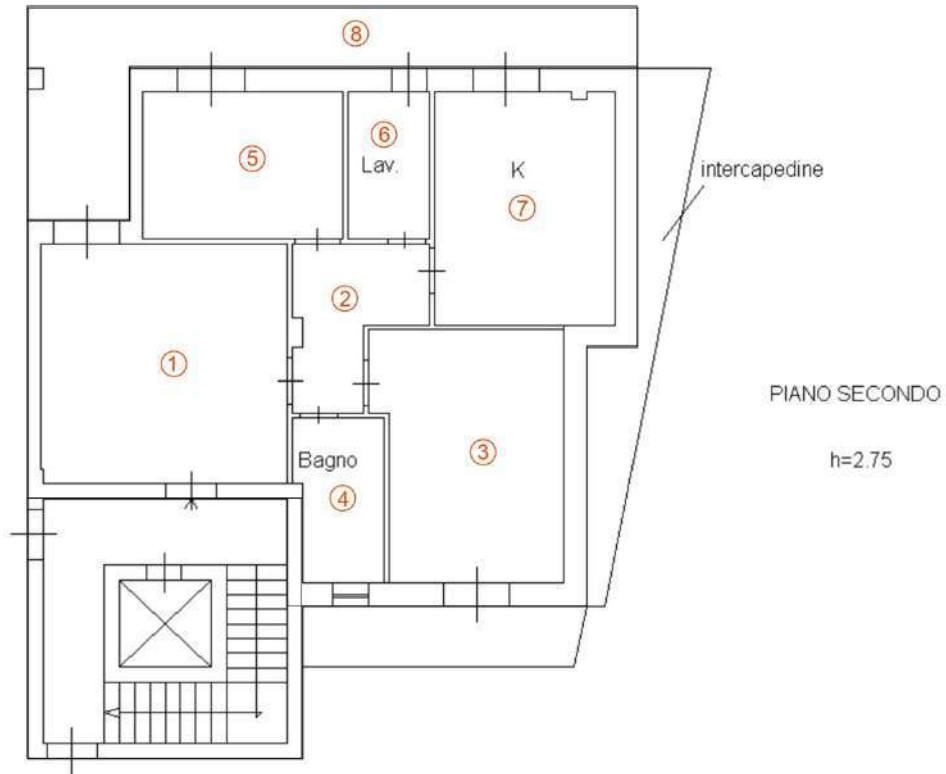 8
6
5
Lav.
K
intercapedine
7
2
1
PIANO SECONDO
3
Bagno
h=2.75
4